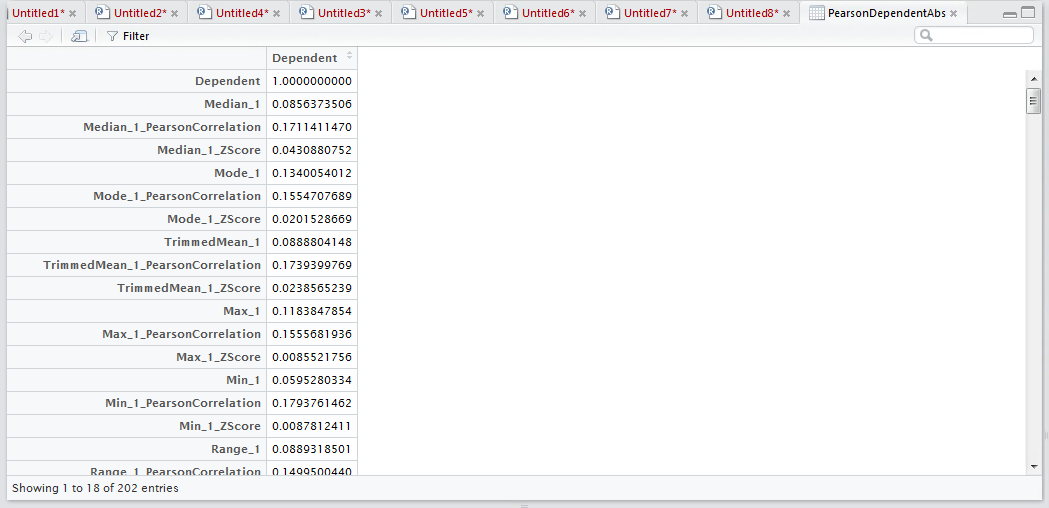 Untitled1* Untitled2* Untitled4* Untitled3* Untitled5* Untitled6* Untitled7* Untitled8* PearsonDependentAbs
Filter
Dependent
Dependent 1.0000000000
Median_1 0.0856373506
Median_1_PearsonCorrelation 0.1711411470
Median_1_ZScore 0.0430880752
Mode_1 0.1340054012
Mode_1_PearsonCorrelation 0.1554707689
Mode_1_ZScore 0.0201528669
TrimmedMean_1 0.0888804148
TrimmedMean_1_PearsonCorrelation 0.1739399769
TrimmedMean_1_ZScore 0.0238565239
Max_1 0.1183847854
Max_1_PearsonCorrelation 0.1555681936
Max_1_ZScore 0.0085521756
Min_1 0.0595280334
Min_1_PearsonCorrelation 0.1793761462
Min_1_ZScore 0.0087812411
Range_1 0.0889318501
Range_1_PearsonCorrelation 0.1499500440
Showing 1 to 18 of 202 entries